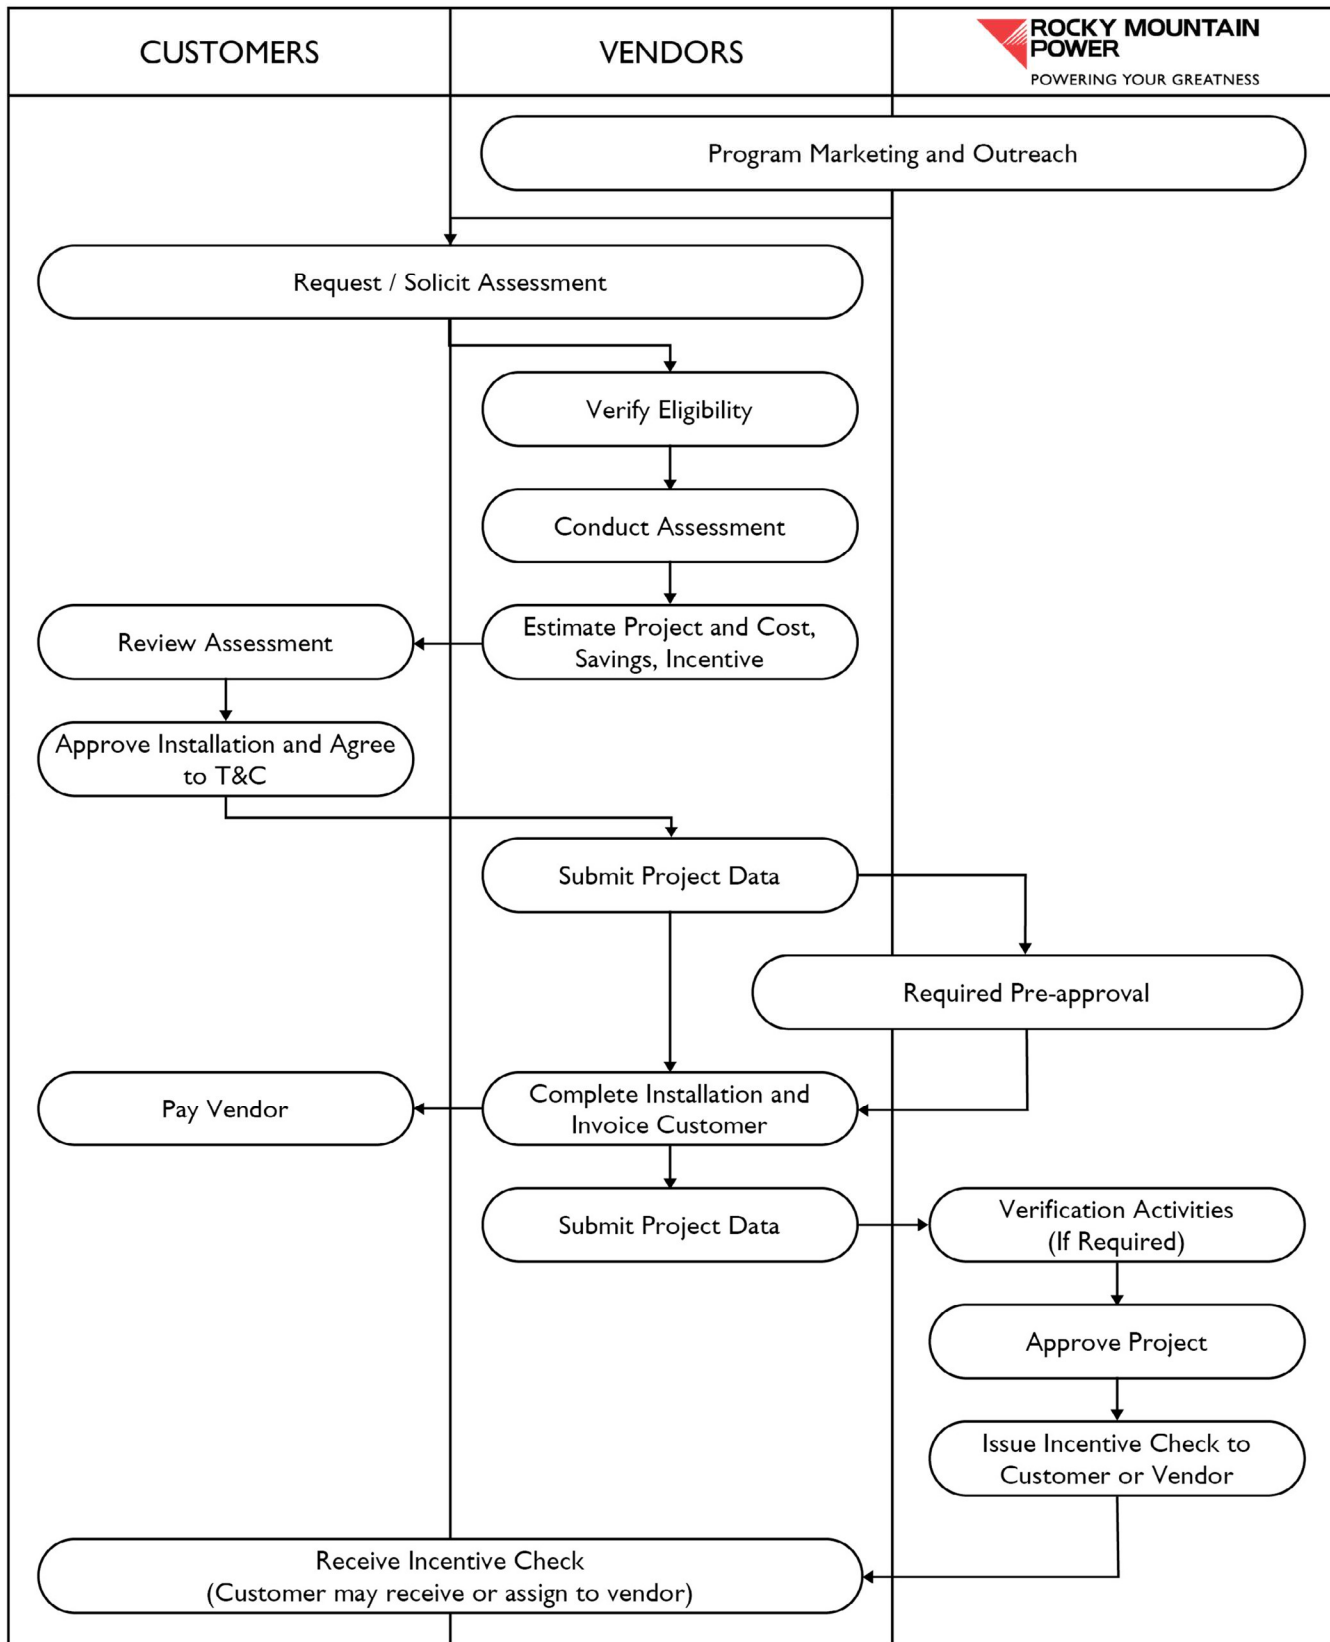 CUSTOMERS
VENDORS
ROCKY MOUNTAIN
POWER
POWERING YOUR GREATNESS
Program Marketing and Outreach
Request / Solicit Assessment
Verify Eligibility
Conduct Assessment
Review Assessment
Estimate Project and Cost,
Savings, Incentive
Approve Installation and Agree
to T&C
Submit Project Data
Required Pre-approval
Pay Vendor
Complete Installation and
Invoice Customer
Submit Project Data
Verification Activities
(If Required)
Approve Project
Issue Incentive Check to
Customer or Vendor
Receive Incentive Check
(Customer may receive or assign to vendor)